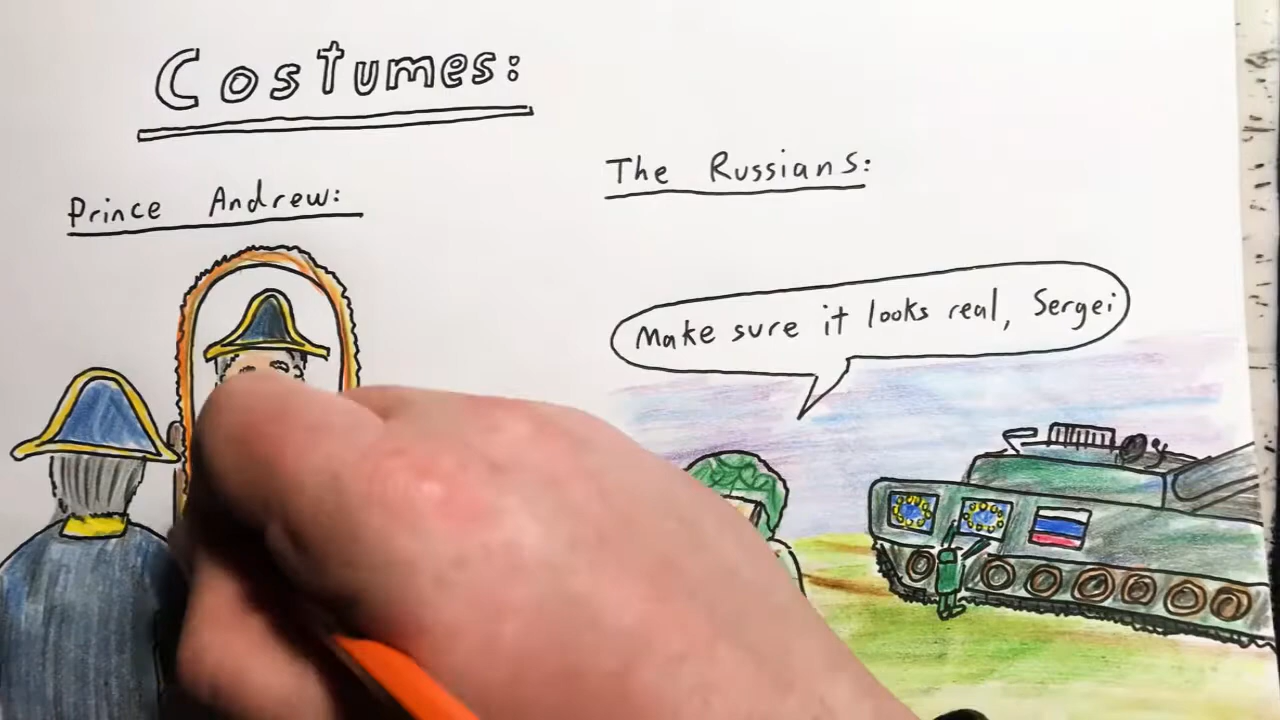 Costumes:
Prince Andrew:
The Russians:
Make sure it looks real, Sergei